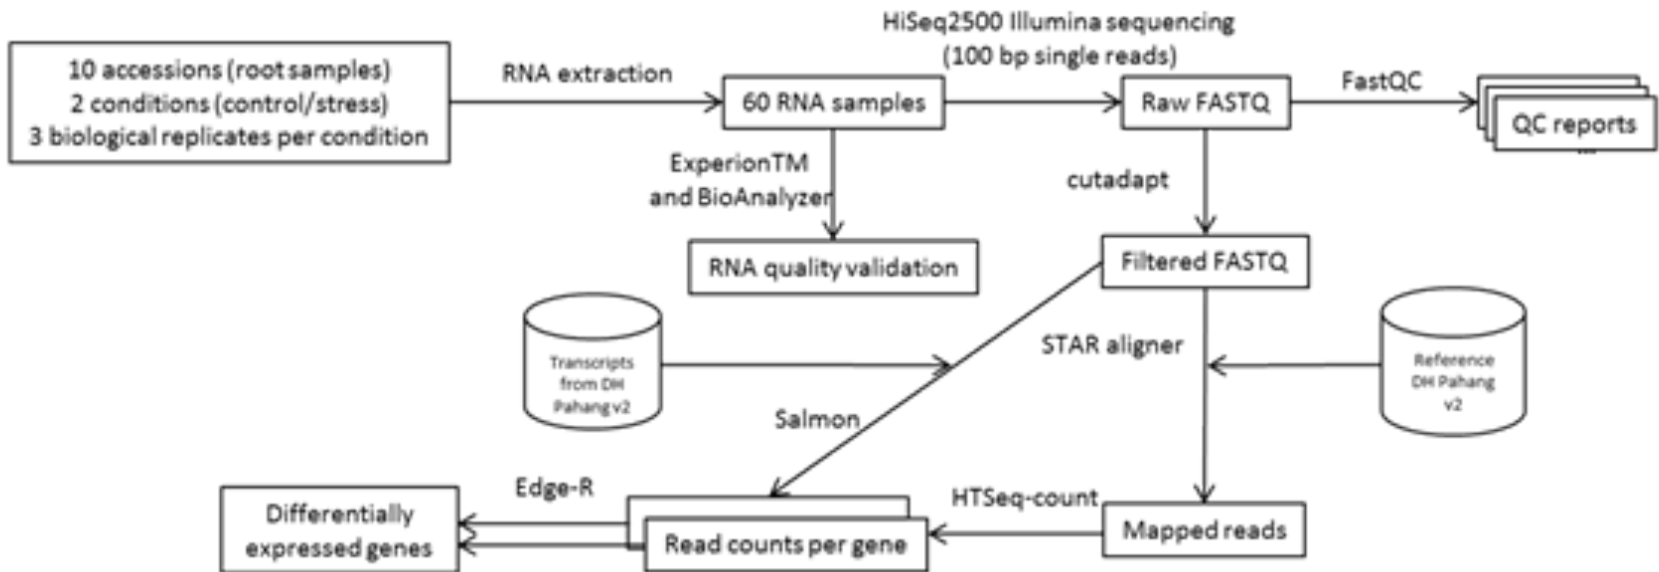 HiSeq2500 Illumina sequencing
(100 bp single reads)
10 accessions (root samples)
2 conditions (control/stress)
3 biological replicates per condition
RNA extraction
60 RNA samples
Raw FASTQ
FastQC
QC reports
...
ExperionTM
and BioAnalyzer
cutadapt
RNA quality validation
Filtered FASTQ
Transcripts
from DH
Pahang v2
STAR aligner
Reference
DH Pahang
v2
Salmon
Edge-R
HTSeq-count
Differentially
expressed genes
Read counts per gene
Mapped reads